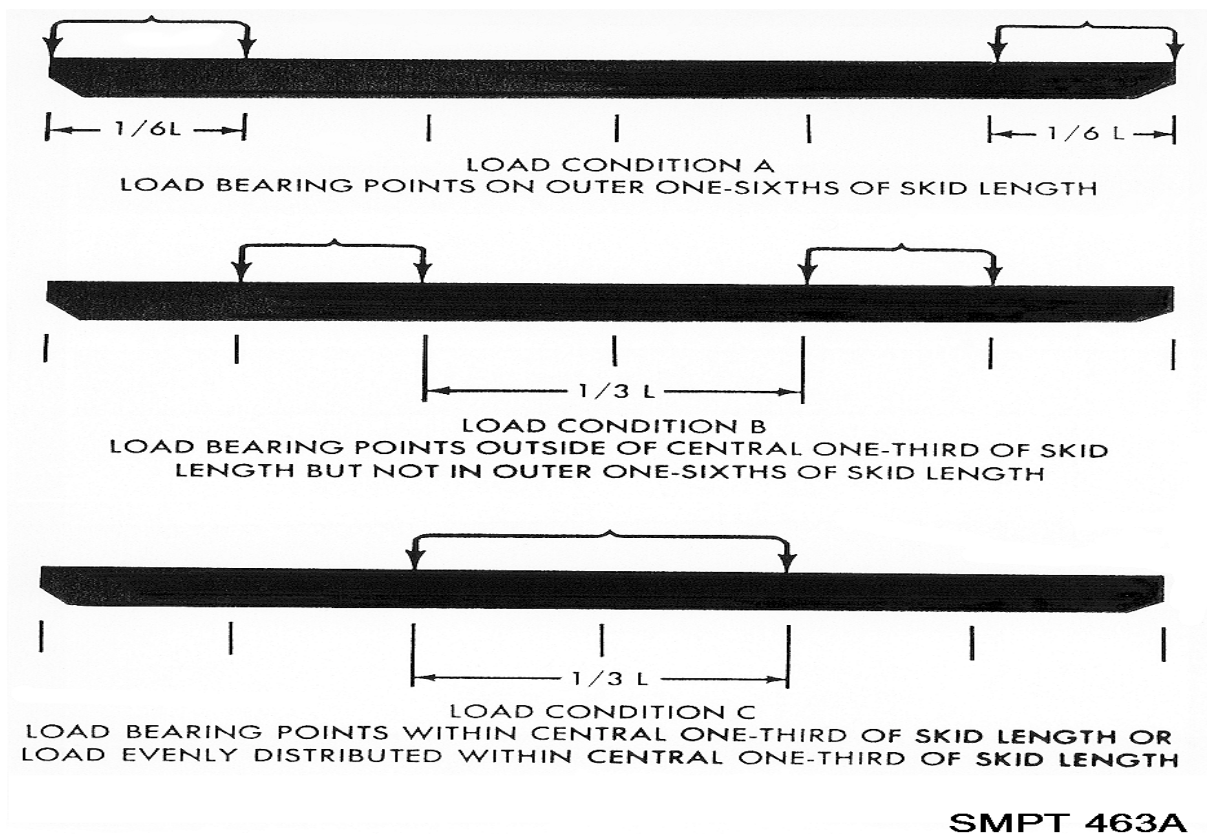 1/6L
1/6 L
LOAD CONDITION A
LOAD BEARING POINTS ON OUTER ONE-SIXTHS OF SKID LENGTH
1/3 L
LOAD CONDITION B
LOAD BEARING POINTS OUTSIDE OF CENTRAL ONE-THIRD OF SKID
LENGTH BUT NOT IN OUTER ONE-SIXTHS OF SKID LENGTH
1/3 L
LOAD CONDITION C
LOAD BEARING POINTS WITHIN CENTRAL ONE-THIRD OF SKID LENGTH OR
LOAD EVENLY DISTRIBUTED WITHIN CENTRAL ONE-THIRD OF SKID LENGTH
SMPT 463A